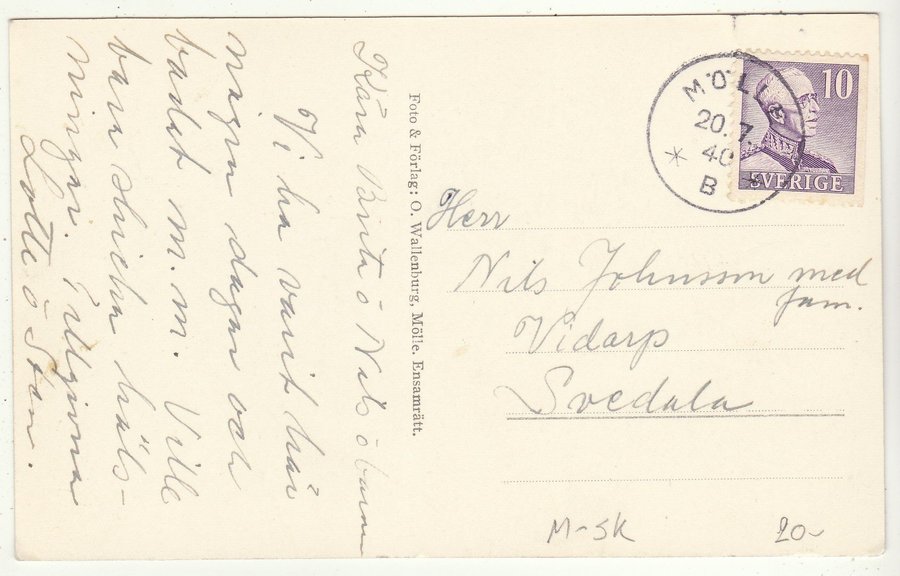 Kära Brita o Nils o barn
Vi ha varit här
några dagar och
badat m.m. Ville
bara skicka häls-
ningar. Tillgivna
Lotte o Sten.
Foto & Förlag: O. Wallenburg, Mölle. Ensamrätt.
MÖLLE
20.7.
40
* B *
10
SVERIGE
Herr
Nils Johnsson med
fam.
Vidarp
Svedala
M-SK 20-